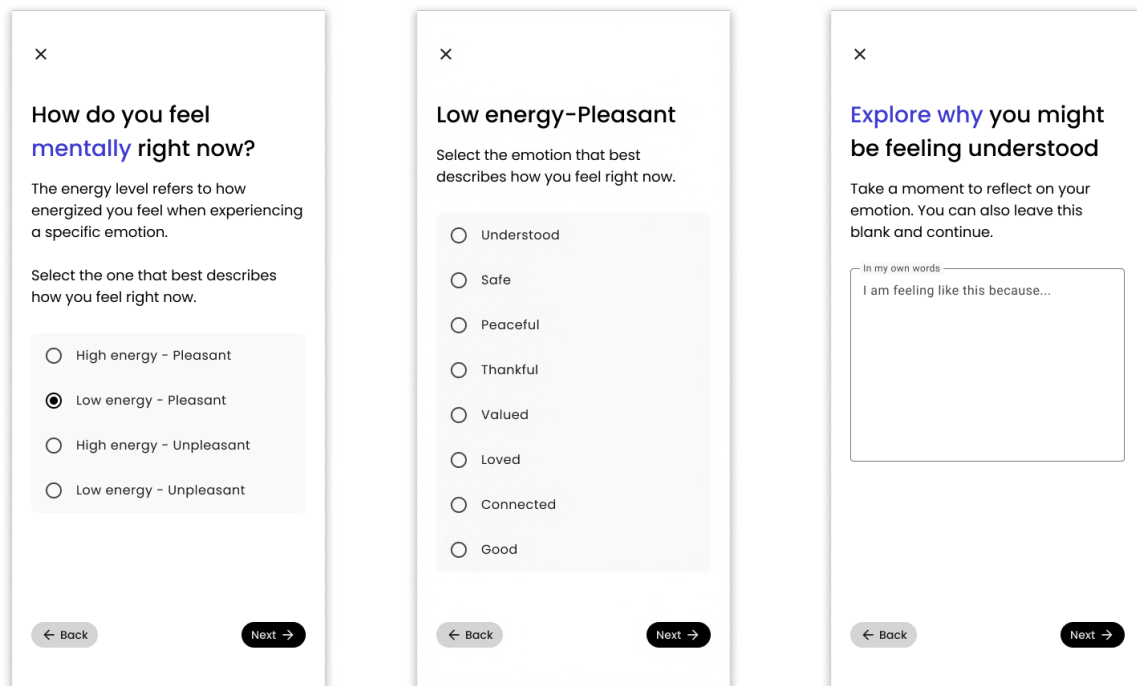 How do you feel
mentally right now?
The energy level refers to how
energized you feel when experiencing
a specific emotion.
Select the one that best describes
how you feel right now.
High energy - Pleasant
Low energy - Pleasant
High energy - Unpleasant
Low energy - Unpleasant
Back
Next
Low energy-Pleasant
Select the emotion that best
describes how you feel right now.
Understood
Safe
Peaceful
Thankful
Valued
Loved
Connected
Good
Back
Next
Explore why you might
be feeling understood
Take a moment to reflect on your
emotion. You can also leave this
blank and continue.
In my own words
I am feeling like this because...
Back
Next